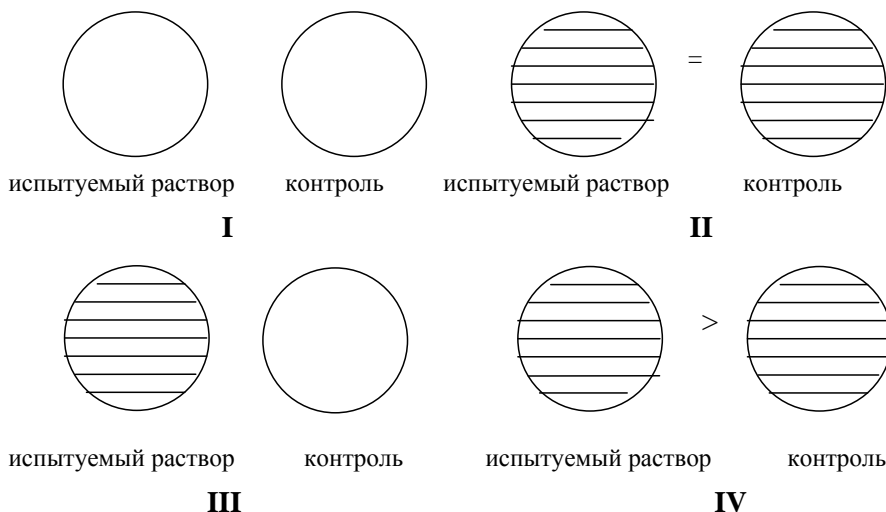 =
испытуемый раствор контроль испытуемый раствор контроль
I II
>
испытуемый раствор контроль испытуемый раствор контроль
III IV